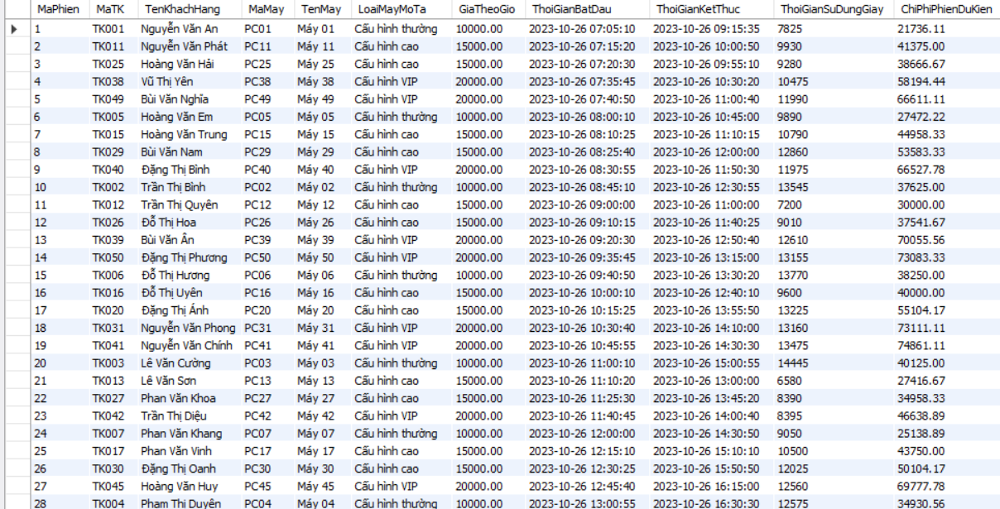 MaPhien MaTK TenKhachHang MaMay TenMay LoaiMayMoTa GiaTheoGio ThoiGianBatDau ThoiGianKetThuc ThoiGianSuDungGiay ChiPhiPhienDuKien
1 TK001 Nguyễn Văn An PC01 Máy 01 Cấu hình thường 10000.00 2023-10-26 07:05:10 2023-10-26 09:15:35 7825 21736.11
2 TK011 Nguyễn Văn Phát PC11 Máy 11 Cấu hình cao 15000.00 2023-10-26 07:15:20 2023-10-26 10:00:50 9930 41375.00
3 TK025 Hoàng Văn Hải PC25 Máy 25 Cấu hình cao 15000.00 2023-10-26 07:20:30 2023-10-26 09:55:10 9280 38666.67
4 TK038 Vũ Thị Yên PC38 Máy 38 Cấu hình VIP 20000.00 2023-10-26 07:35:45 2023-10-26 10:30:20 10475 58194.44
5 TK049 Bùi Văn Nghĩa PC49 Máy 49 Cấu hình VIP 20000.00 2023-10-26 07:40:50 2023-10-26 11:00:40 11990 66611.11
6 TK005 Hoàng Văn Em PC05 Máy 05 Cấu hình thường 10000.00 2023-10-26 08:00:10 2023-10-26 10:45:00 9890 27472.22
7 TK015 Hoàng Văn Trung PC15 Máy 15 Cấu hình cao 15000.00 2023-10-26 08:10:25 2023-10-26 11:10:15 10790 44958.33
8 TK029 Bùi Văn Nam PC29 Máy 29 Cấu hình cao 15000.00 2023-10-26 08:25:40 2023-10-26 12:00:00 12860 53583.33
9 TK040 Đặng Thị Bình PC40 Máy 40 Cấu hình VIP 20000.00 2023-10-26 08:30:55 2023-10-26 11:50:30 11975 66527.78
10 TK002 Trần Thị Bình PC02 Máy 02 Cấu hình thường 10000.00 2023-10-26 08:45:10 2023-10-26 12:30:55 13545 37625.00
11 TK012 Trần Thị Quyên PC12 Máy 12 Cấu hình cao 15000.00 2023-10-26 09:00:00 2023-10-26 11:00:00 7200 30000.00
12 TK026 Đỗ Thị Hoa PC26 Máy 26 Cấu hình cao 15000.00 2023-10-26 09:10:15 2023-10-26 11:40:25 9010 37541.67
13 TK039 Bùi Văn Ân PC39 Máy 39 Cấu hình VIP 20000.00 2023-10-26 09:20:30 2023-10-26 12:50:40 12610 70055.56
14 TK050 Đặng Thị Phương PC50 Máy 50 Cấu hình VIP 20000.00 2023-10-26 09:35:45 2023-10-26 13:15:00 13155 73083.33
15 TK006 Đỗ Thị Hương PC06 Máy 06 Cấu hình thường 10000.00 2023-10-26 09:40:50 2023-10-26 13:30:20 13770 38250.00
16 TK016 Đỗ Thị Uyên PC16 Máy 16 Cấu hình cao 15000.00 2023-10-26 10:00:10 2023-10-26 12:40:10 9600 40000.00
17 TK020 Đặng Thị Ánh PC20 Máy 20 Cấu hình cao 15000.00 2023-10-26 10:15:25 2023-10-26 13:55:50 13225 55104.17
18 TK031 Nguyễn Văn Phong PC31 Máy 31 Cấu hình VIP 20000.00 2023-10-26 10:30:40 2023-10-26 14:10:00 13160 73111.11
19 TK041 Nguyễn Văn Chính PC41 Máy 41 Cấu hình VIP 20000.00 2023-10-26 10:45:55 2023-10-26 14:30:30 13475 74861.11
20 TK003 Lê Văn Cường PC03 Máy 03 Cấu hình thường 10000.00 2023-10-26 11:00:10 2023-10-26 15:00:55 14445 40125.00
21 TK013 Lê Văn Sơn PC13 Máy 13 Cấu hình cao 15000.00 2023-10-26 11:10:20 2023-10-26 13:00:00 6580 27416.67
22 TK027 Phan Văn Khoa PC27 Máy 27 Cấu hình cao 15000.00 2023-10-26 11:25:30 2023-10-26 13:45:20 8390 34958.33
23 TK042 Trần Thị Diệu PC42 Máy 42 Cấu hình VIP 20000.00 2023-10-26 11:40:45 2023-10-26 14:00:40 8395 46638.89
24 TK007 Phan Văn Khang PC07 Máy 07 Cấu hình thường 10000.00 2023-10-26 12:00:00 2023-10-26 14:30:50 9050 25138.89
25 TK017 Phan Văn Vinh PC17 Máy 17 Cấu hình cao 15000.00 2023-10-26 12:15:10 2023-10-26 15:10:10 10500 43750.00
26 TK030 Đặng Thị Oanh PC30 Máy 30 Cấu hình cao 15000.00 2023-10-26 12:30:25 2023-10-26 15:50:50 12025 50104.17
27 TK045 Hoàng Văn Huy PC45 Máy 45 Cấu hình VIP 20000.00 2023-10-26 12:45:40 2023-10-26 16:15:00 12560 69777.78
28 TK004 Phạm Thị Duyên PC04 Máy 04 Cấu hình thường 10000.00 2023-10-26 13:00:55 2023-10-26 16:30:30 12575 34930.56